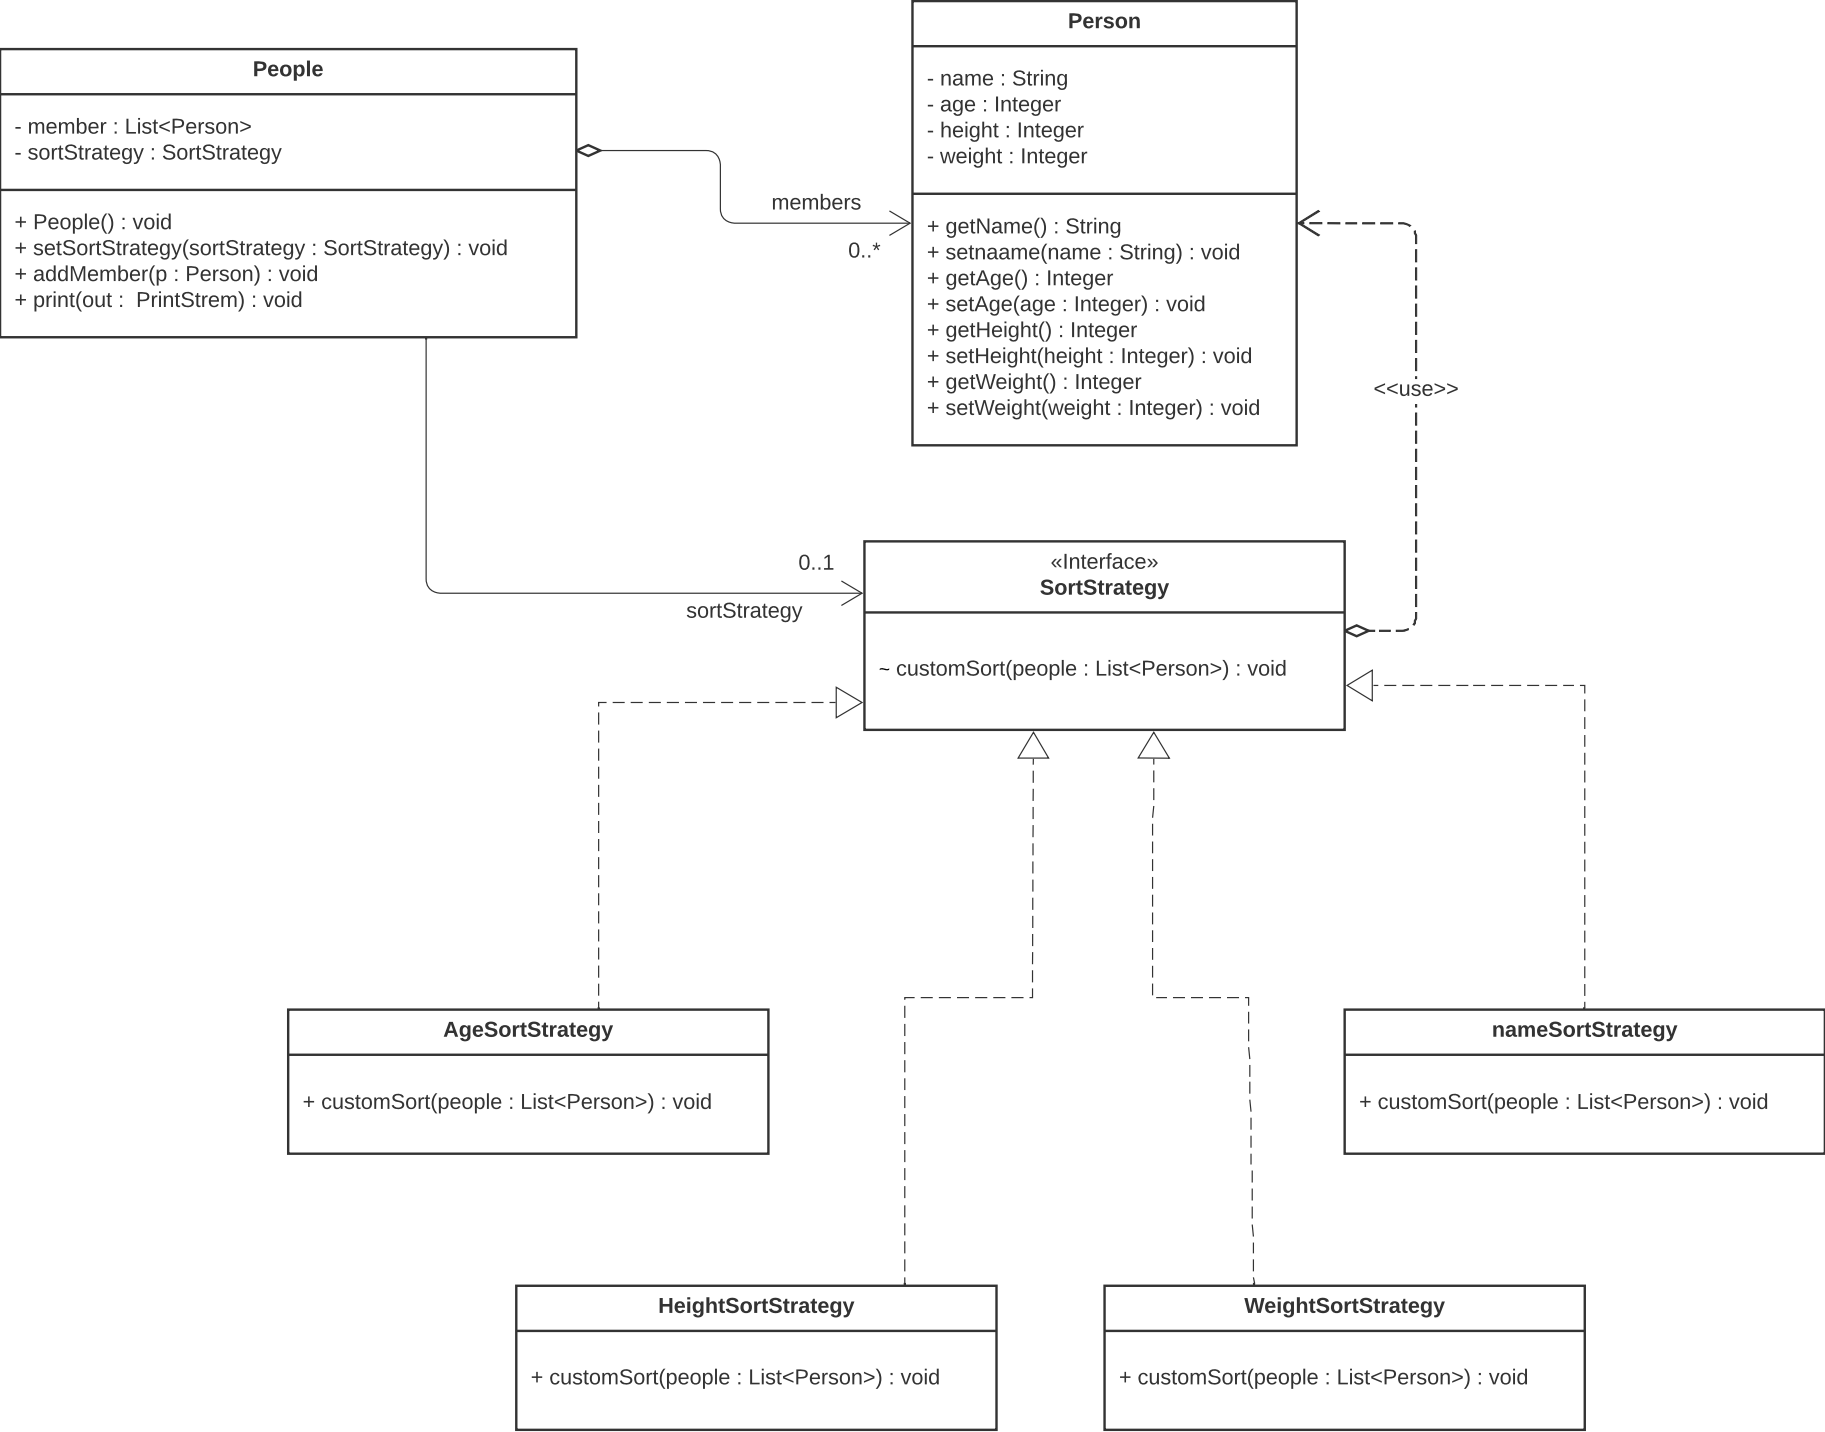 People
- member : List<Person>
- sortStrategy : SortStrategy
+ People() : void
+ setSortStrategy(sortStrategy : SortStrategy) : void
+ addMember(p : Person) : void
+ print(out :  PrintStrem) : void
members
0..*
Person
- name : String
- age : Integer
- height : Integer
- weight : Integer
+ getName() : String
+ setnaame(name : String) : void
+ getAge() : Integer
+ setAge(age : Integer) : void
+ getHeight() : Integer
+ setHeight(height : Integer) : void
+ getWeight() : Integer
+ setWeight(weight : Integer) : void
<<use>>
0..1
sortStrategy
«Interface»
SortStrategy
~ customSort(people : List<Person>) : void
AgeSortStrategy
+ customSort(people : List<Person>) : void
nameSortStrategy
+ customSort(people : List<Person>) : void
HeightSortStrategy
+ customSort(people : List<Person>) : void
WeightSortStrategy
+ customSort(people : List<Person>) : void